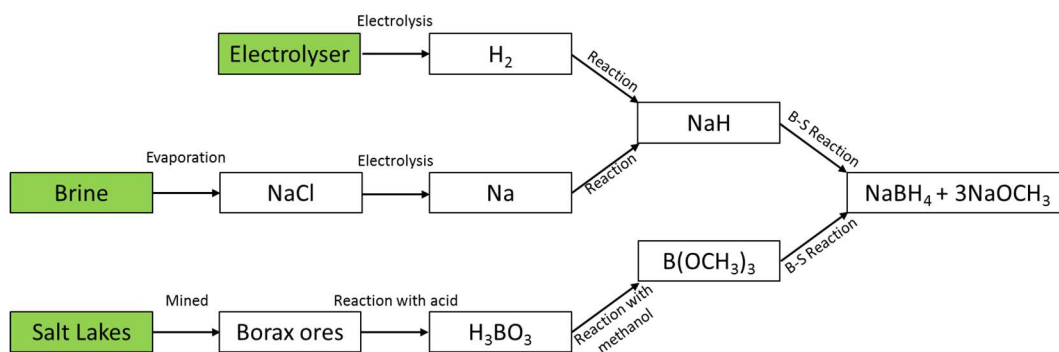 Electrolysis
Electrolyser
H₂
Reaction
NaH
B-S Reaction
Evaporation
Electrolysis
Reaction
Brine
NaCl
Na
NaBH₄ + 3NaOCH₃
B(OCH₃)₃
B-S Reaction
Mined
Reaction with acid
Reaction with
methanol
Salt Lakes
Borax ores
H₃BO₃